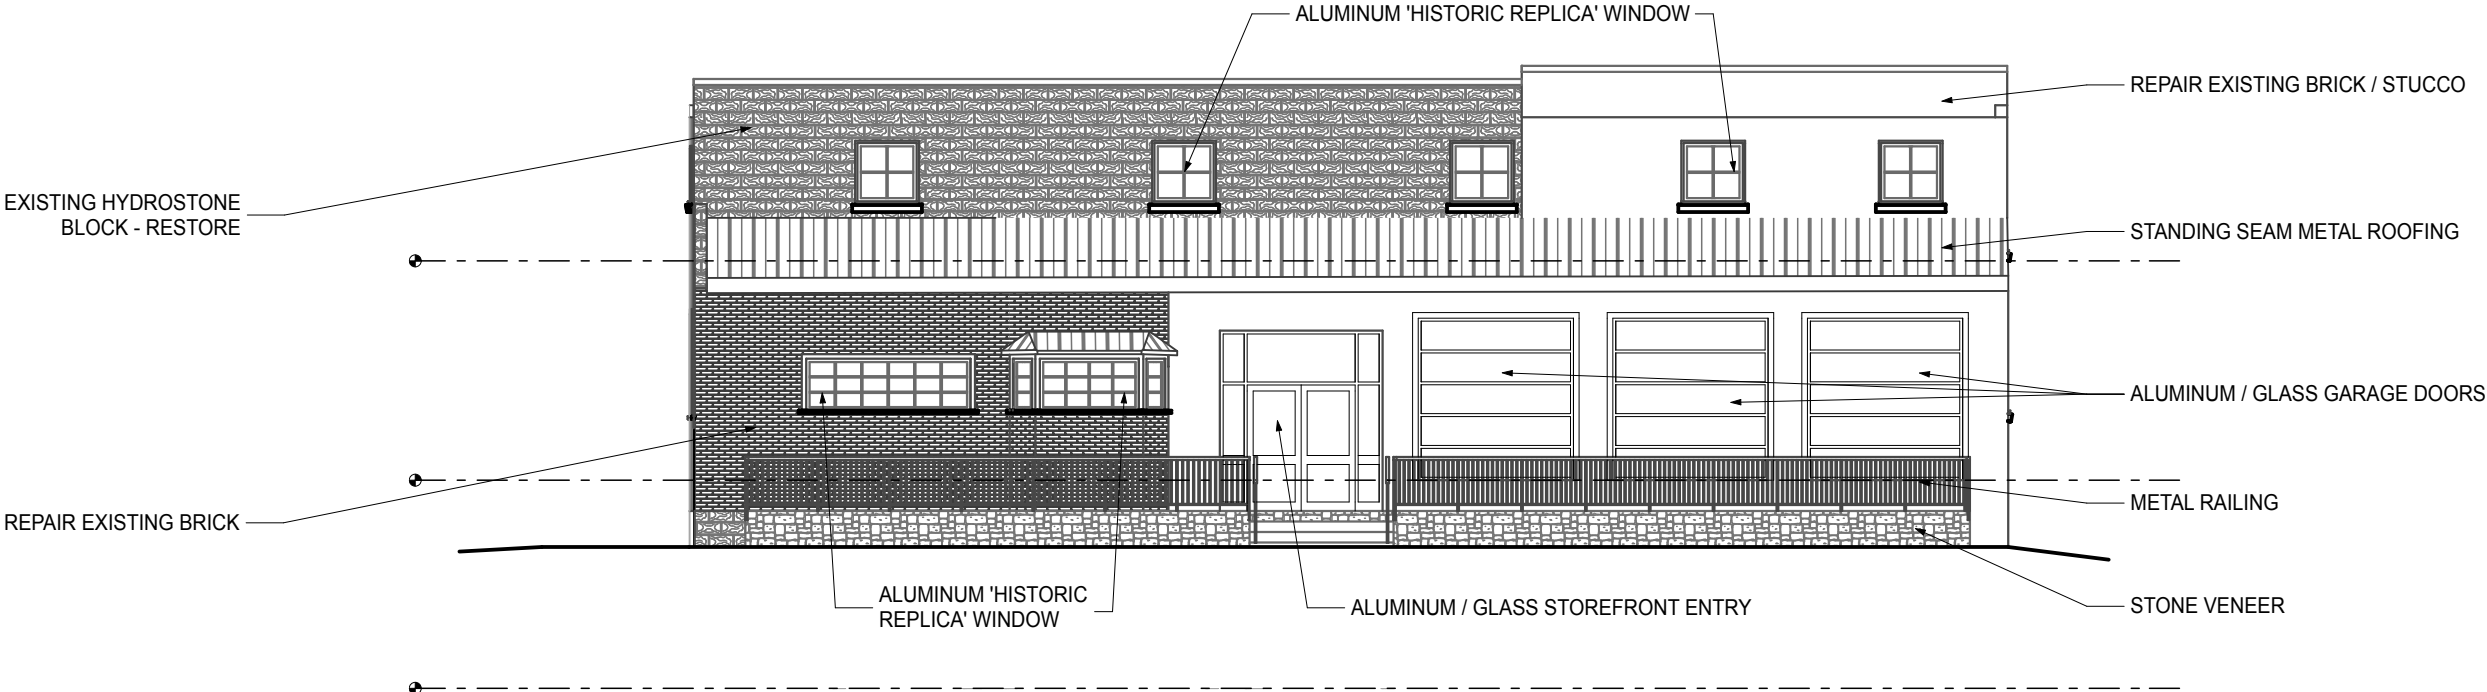 ALUMINUM 'HISTORIC REPLICA' WINDOW
REPAIR EXISTING BRICK / STUCCO
EXISTING HYDROSTONE
BLOCK - RESTORE
STANDING SEAM METAL ROOFING
ALUMINUM / GLASS GARAGE DOORS
METAL RAILING
REPAIR EXISTING BRICK
ALUMINUM 'HISTORIC
REPLICA' WINDOW
ALUMINUM / GLASS STOREFRONT ENTRY
STONE VENEER